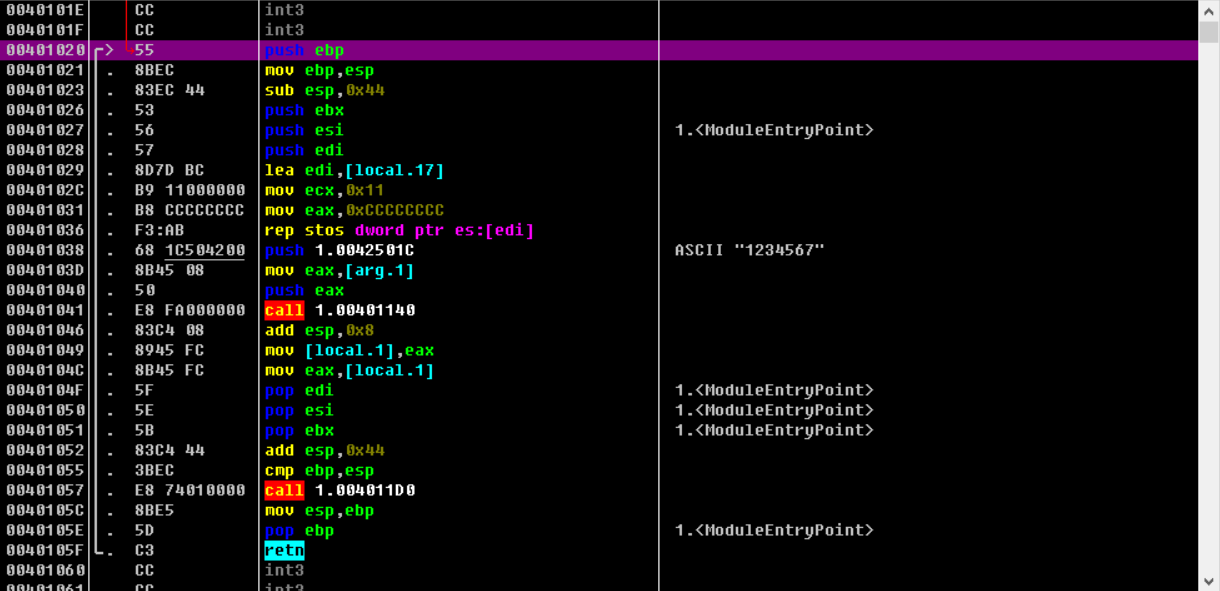 0040101E CC int3
0040101F CC int3
00401020 > 55 push ebp
00401021 . 8BEC mov ebp,esp
00401023 . 83EC 44 sub esp,0x44
00401026 . 53 push ebx
00401027 . 56 push esi 1.<ModuleEntryPoint>
00401028 . 57 push edi
00401029 . 8D7D BC lea edi,[local.17]
0040102C . B9 11000000 mov ecx,0x11
00401031 . B8 CCCCCCCC mov eax,0xCCCCCCCC
00401036 . F3:AB rep stos dword ptr es:[edi]
00401038 . 68 1C504200 push 1.0042501C ASCII "1234567"
0040103D . 8B45 08 mov eax,[arg.1]
00401040 . 50 push eax
00401041 . E8 FA000000 call 1.00401140
00401046 . 83C4 08 add esp,0x8
00401049 . 8945 FC mov [local.1],eax
0040104C . 8B45 FC mov eax,[local.1]
0040104F . 5F pop edi 1.<ModuleEntryPoint>
00401050 . 5E pop esi 1.<ModuleEntryPoint>
00401051 . 5B pop ebx 1.<ModuleEntryPoint>
00401052 . 83C4 44 add esp,0x44
00401055 . 3BEC cmp ebp,esp
00401057 . E8 74010000 call 1.004011D0
0040105C . 8BE5 mov esp,ebp
0040105E . 5D pop ebp 1.<ModuleEntryPoint>
0040105F . C3 retn
00401060 CC int3
00401061 CC int3